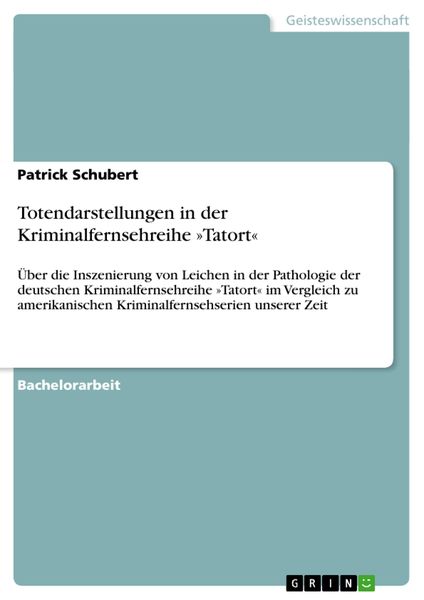 Geisteswissenschaft
Patrick Schubert
Totendarstellungen in der
Kriminalfernsehreihe »Tatort«
Über die Inszenierung von Leichen in der Pathologie der
deutschen Kriminalfernsehreihe »Tatort« im Vergleich zu
amerikanischen Kriminalfernsehserien unserer Zeit
Bachelorarbeit
GRIN